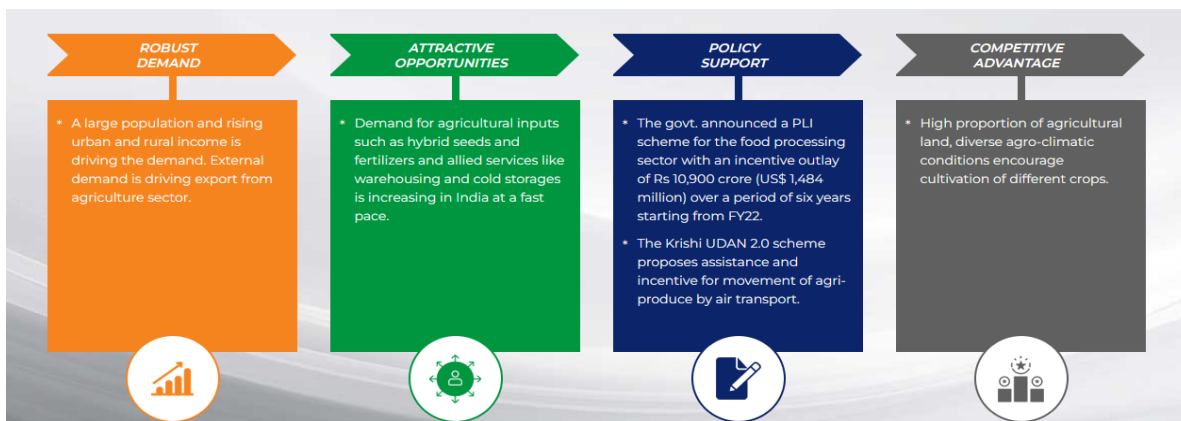 ROBUST
DEMAND
* A large population and rising
urban and rural income is
driving the demand. External
demand is driving export from
agriculture sector.
ATTRACTIVE
OPPORTUNITIES
* Demand for agricultural inputs
such as hybrid seeds and
fertilizers and allied services like
warehousing and cold storages
is increasing in India at a fast
pace.
POLICY
SUPPORT
* The govt. announced a PLI
scheme for the food processing
sector with an incentive outlay
of Rs 10,900 crore (US$ 1,484
million) over a period of six years
starting from FY22.
* The Krishi UDAN 2.0 scheme
proposes assistance and
incentive for movement of agri-
produce by air transport.
COMPETITIVE
ADVANTAGE
* High proportion of agricultural
land, diverse agro-climatic
conditions encourage
cultivation of different crops.